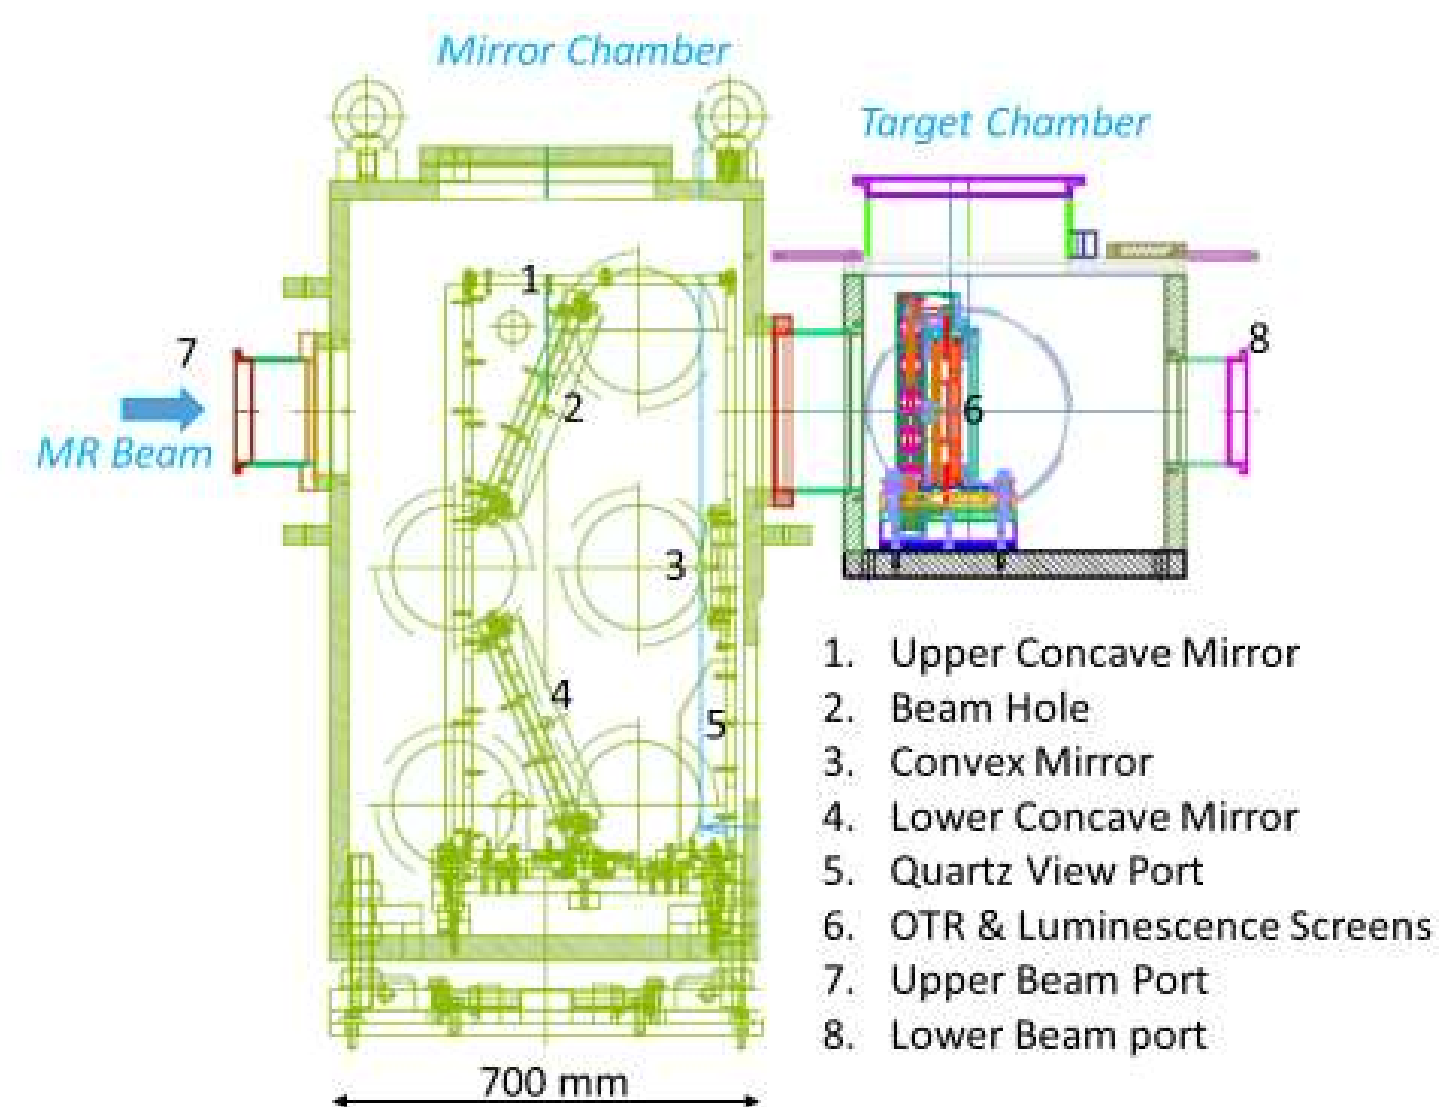 Mirror Chamber
Target Chamber
1
7
8
2
6
MR Beam
3
4
5
1. Upper Concave Mirror
2. Beam Hole
3. Convex Mirror
4. Lower Concave Mirror
5. Quartz View Port
6. OTR & Luminescence Screens
7. Upper Beam Port
8. Lower Beam port
700 mm